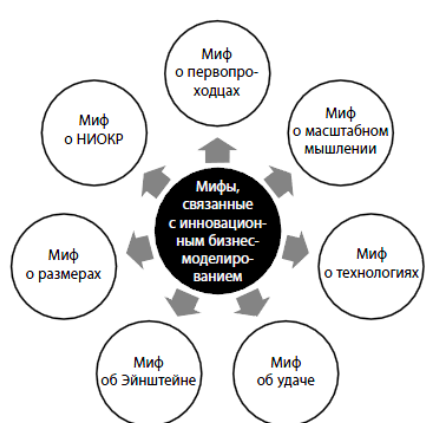 Миф
о первопро-
ходцах
Миф
о масштабном
мышлении
Миф
о технологиях
Миф
об удаче
Миф
об Эйнштейне
Миф
о размерах
Миф
о НИОКР
Мифы,
связанные
с инновацион-
ным бизнес-
моделиро-
ванием